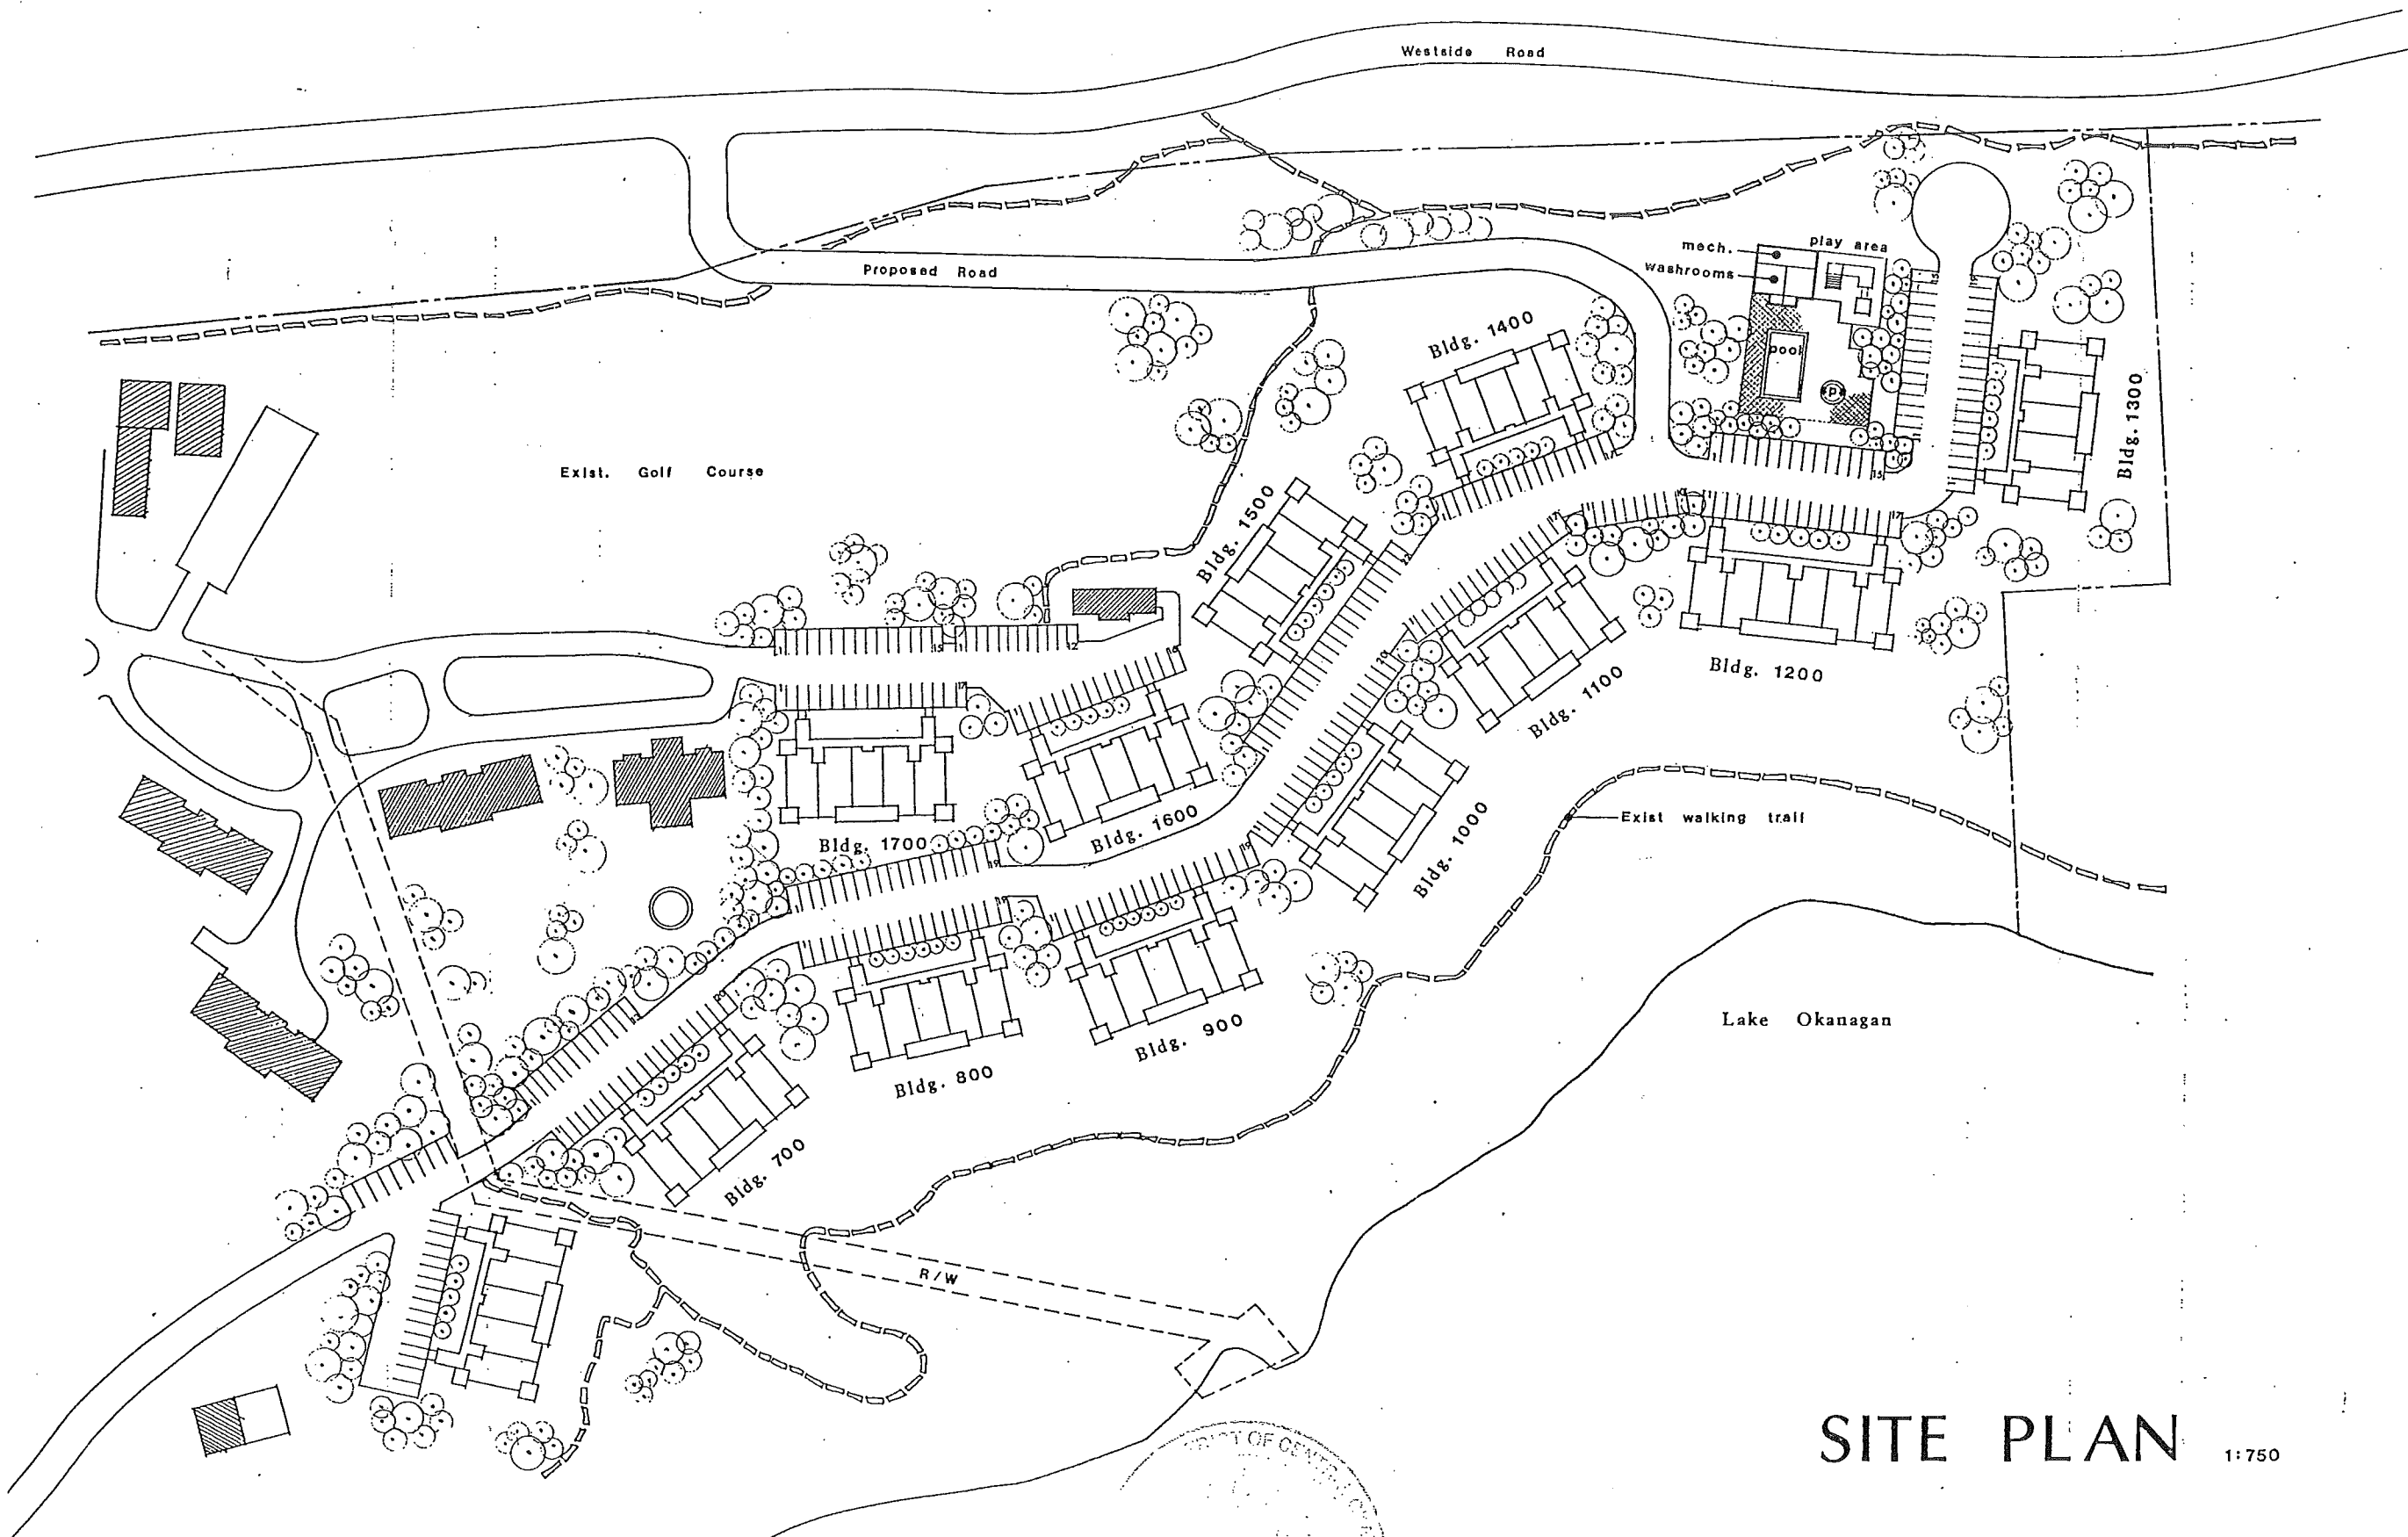 Westside Road
mech.
play area
washrooms
Proposed Road
pool
Bldg. 1400
Bldg. 1300
Exist. Golf Course
Bldg. 1500
Bldg. 1200
Bldg. 1100
Bldg. 1700
Bldg. 1600
Bldg. 1000
Exist walking trail
Lake Okanagan
Bldg. 900
Bldg. 800
Bldg. 700
R/W
SITE PLAN 1:750